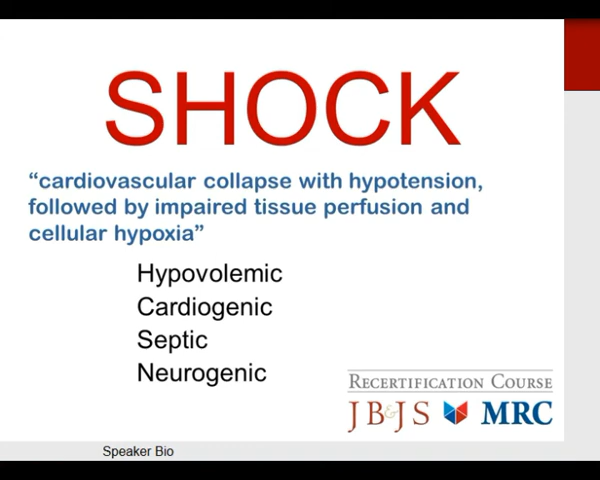 SHOCK
“cardiovascular collapse with hypotension,
followed by impaired tissue perfusion and
cellular hypoxia”
Hypovolemic
Cardiogenic
Septic
Neurogenic
RECERTIFICATION COURSE
JB&JS MRC
Speaker Bio